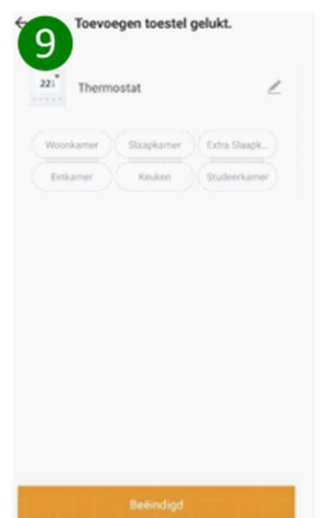 9
Toevoegen toestel gelukt.
22
Thermostat
Woonkamer Slaapkamer Extra Slaapk...
Eetkamer Keuken Studeerkamer
Beëindigd